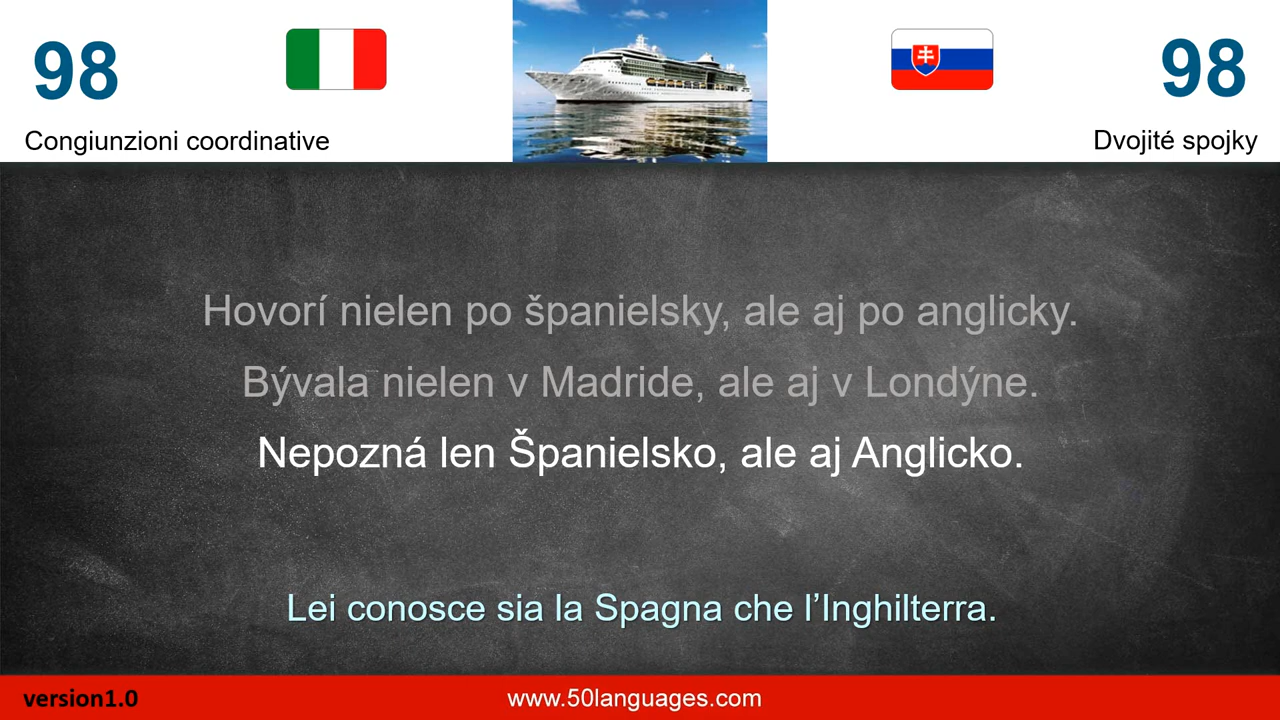 98
98
Congiunzioni coordinative
Dvojité spojky
Hovorí nielen po španielsky, ale aj po anglicky.
Bývala nielen v Madride, ale aj v Londýne.
Nepozná len Španielsko, ale aj Anglicko.
Lei conosce sia la Spagna che l’Inghilterra.
version1.0
www.50languages.com